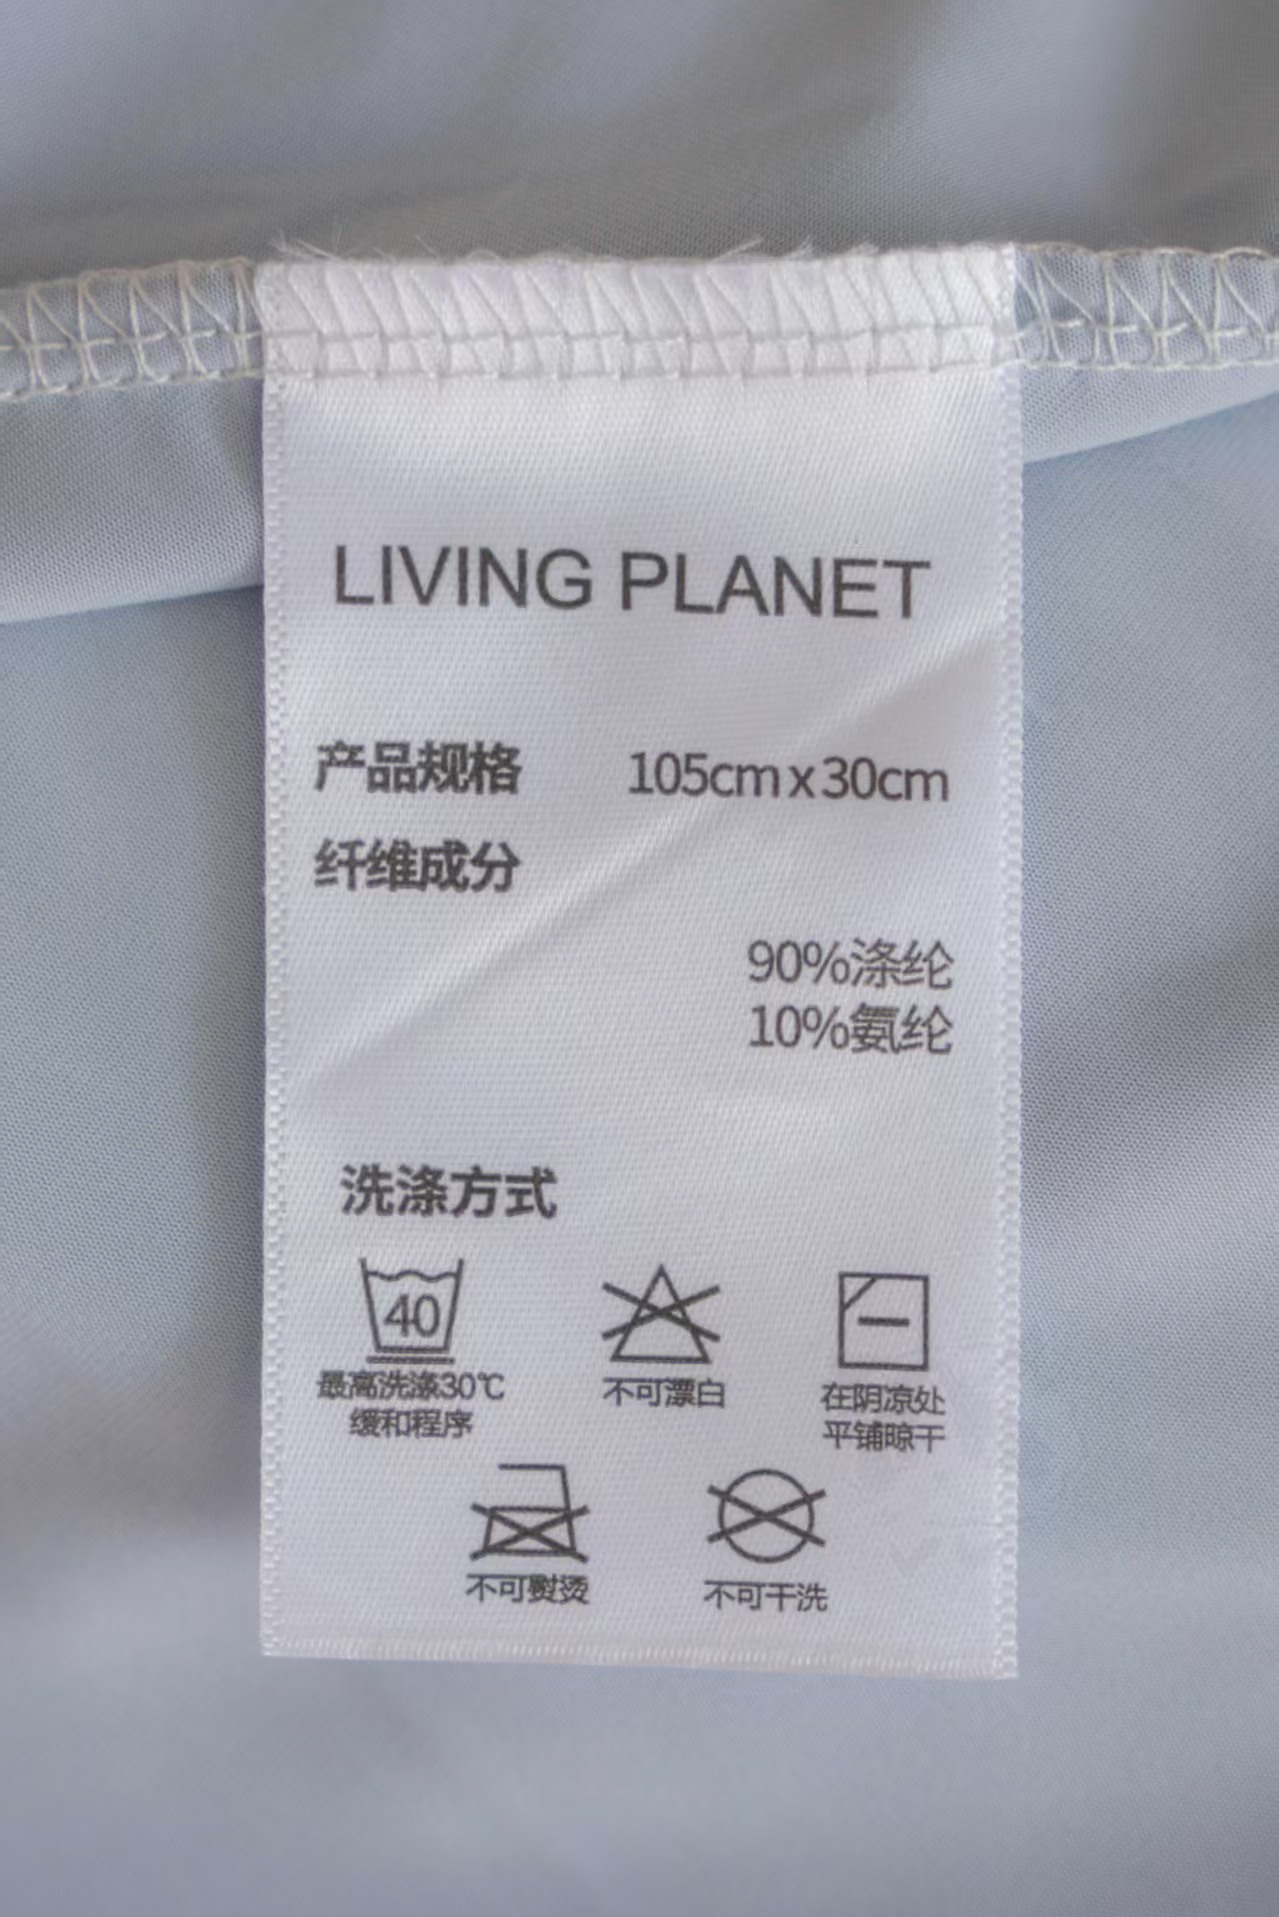 LIVING PLANET
产品规格 105cm x 30cm
纤维成分
90%涤纶
10%氨纶
洗涤方式
40
最高洗涤30℃
缓和程序
不可漂白
在阴凉处
平铺晾干
不可熨烫
不可干洗